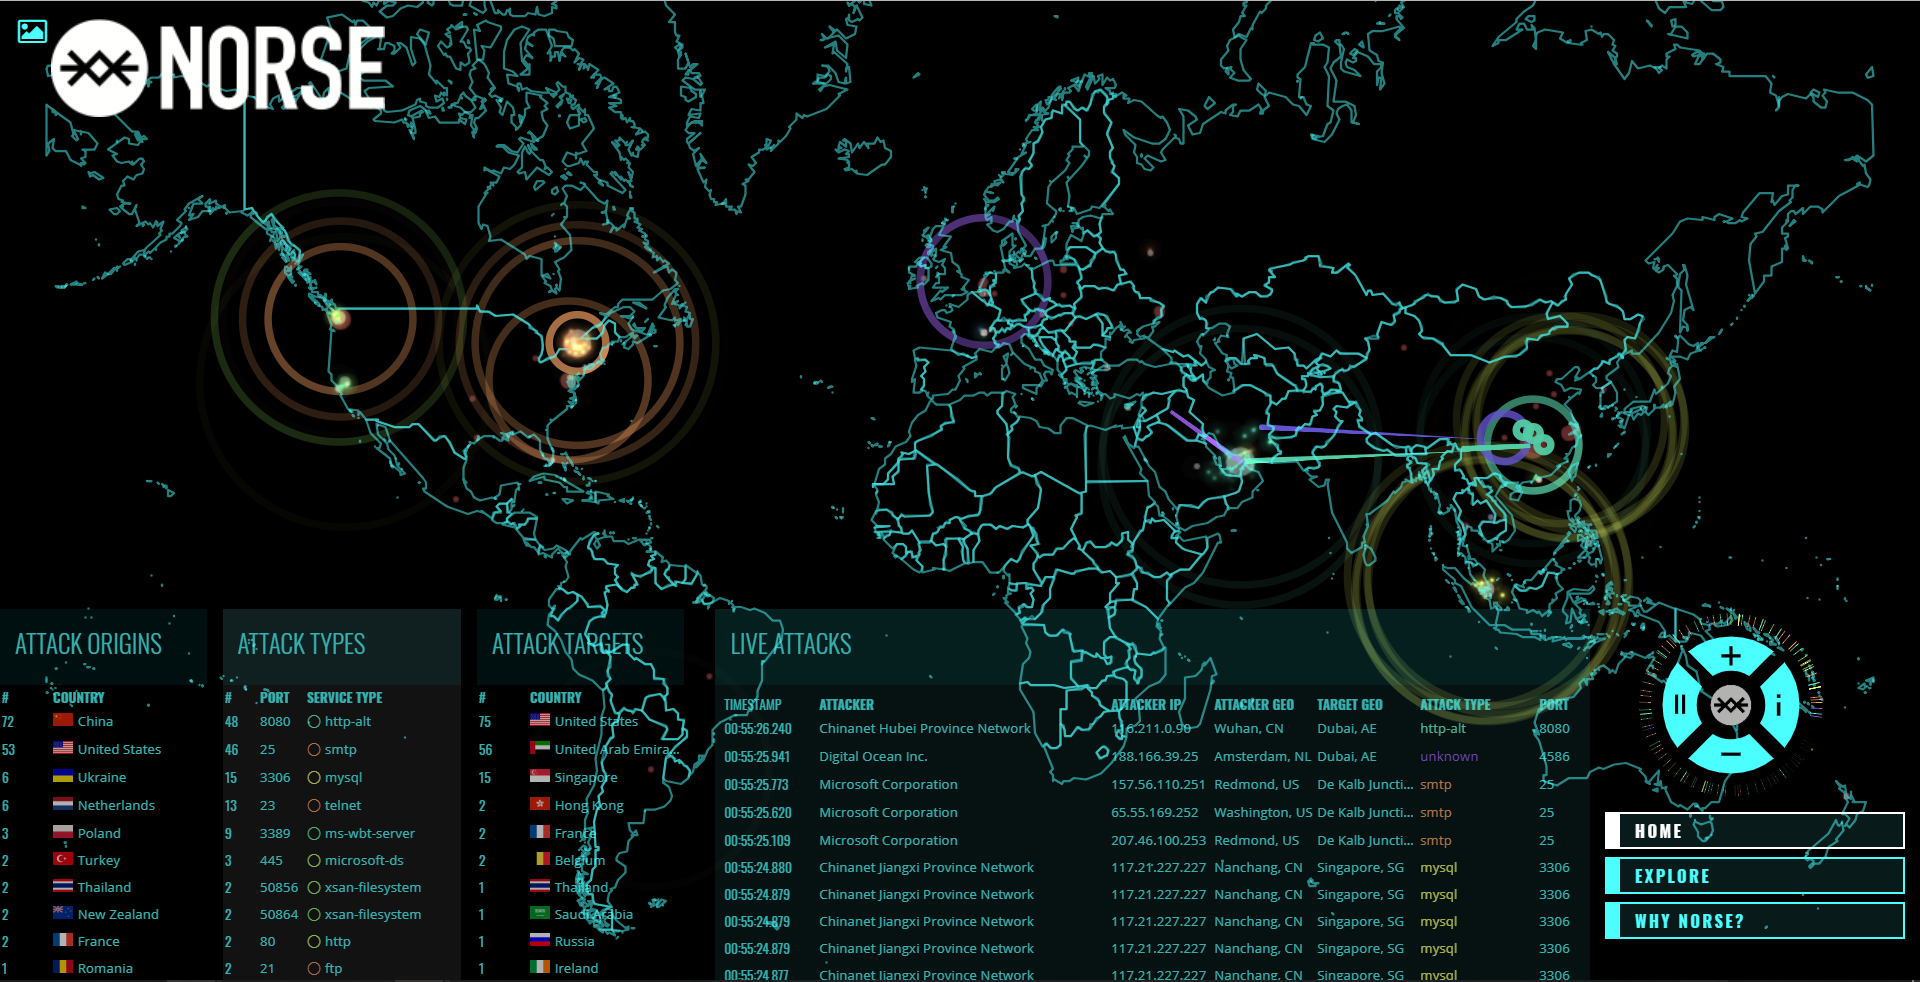 NORSE
ATTACK ORIGINS
# COUNTRY
72 China
53 United States
6 Ukraine
6 Netherlands
3 Poland
2 Turkey
2 Thailand
2 New Zealand
2 France
1 Romania
ATTACK TYPES
# PORT SERVICE TYPE
48 8080 http-alt
46 25 smtp
15 3306 mysql
13 23 telnet
9 3389 ms-wbt-server
3 445 microsoft-ds
2 50856 xsan-filesystem
2 50864 xsan-filesystem
2 80 http
2 21 ftp
ATTACK TARGETS
# COUNTRY
75 United States
56 United Arab Emira...
15 Singapore
2 Hong Kong
2 France
2 Belgium
1 Thailand
1 Saudi Arabia
1 Russia
1 Ireland
LIVE ATTACKS
TIMESTAMP ATTACKER ATTACKER IP ATTACKER GEO TARGET GEO ATTACK TYPE PORT
00:55:26.240 Chinanet Hubei Province Network 116.211.0.90 Wuhan, CN Dubai, AE http-alt 8080
00:55:25.941 Digital Ocean Inc. 188.166.39.25 Amsterdam, NL Dubai, AE unknown 4586
00:55:25.773 Microsoft Corporation 157.56.110.251 Redmond, US De Kalb Juncti... smtp 25
00:55:25.620 Microsoft Corporation 65.55.169.252 Washington, US De Kalb Juncti... smtp 25
00:55:25.109 Microsoft Corporation 207.46.100.253 Redmond, US De Kalb Juncti... smtp 25
00:55:24.880 Chinanet Jiangxi Province Network 117.21.227.227 Nanchang, CN Singapore, SG mysql 3306
00:55:24.879 Chinanet Jiangxi Province Network 117.21.227.227 Nanchang, CN Singapore, SG mysql 3306
00:55:24.879 Chinanet Jiangxi Province Network 117.21.227.227 Nanchang, CN Singapore, SG mysql 3306
00:55:24.879 Chinanet Jiangxi Province Network 117.21.227.227 Nanchang, CN Singapore, SG mysql 3306
00:55:24.877 Chinanet Jiangxi Province Network 117.21.227.227 Nanchang, CN Singapore, SG mysql 3306
+
i
−
HOME
EXPLORE
WHY NORSE?